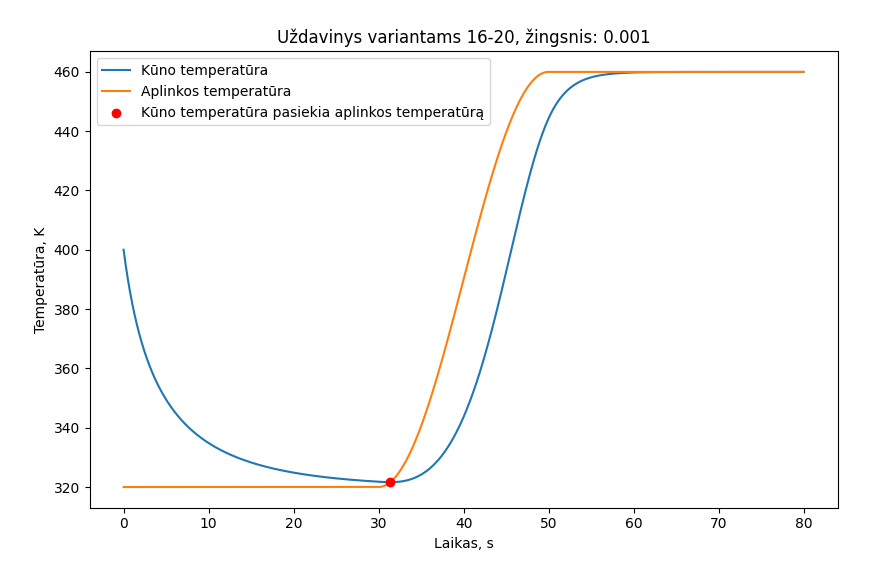 Uždavinys variantams 16-20, žingsnis: 0.001
Kūno temperatūra
Aplinkos temperatūra
Kūno temperatūra pasiekia aplinkos temperatūrą
460
440
420
400
380
360
340
320
Temperatūra, K
0 10 20 30 40 50 60 70 80
Laikas, s